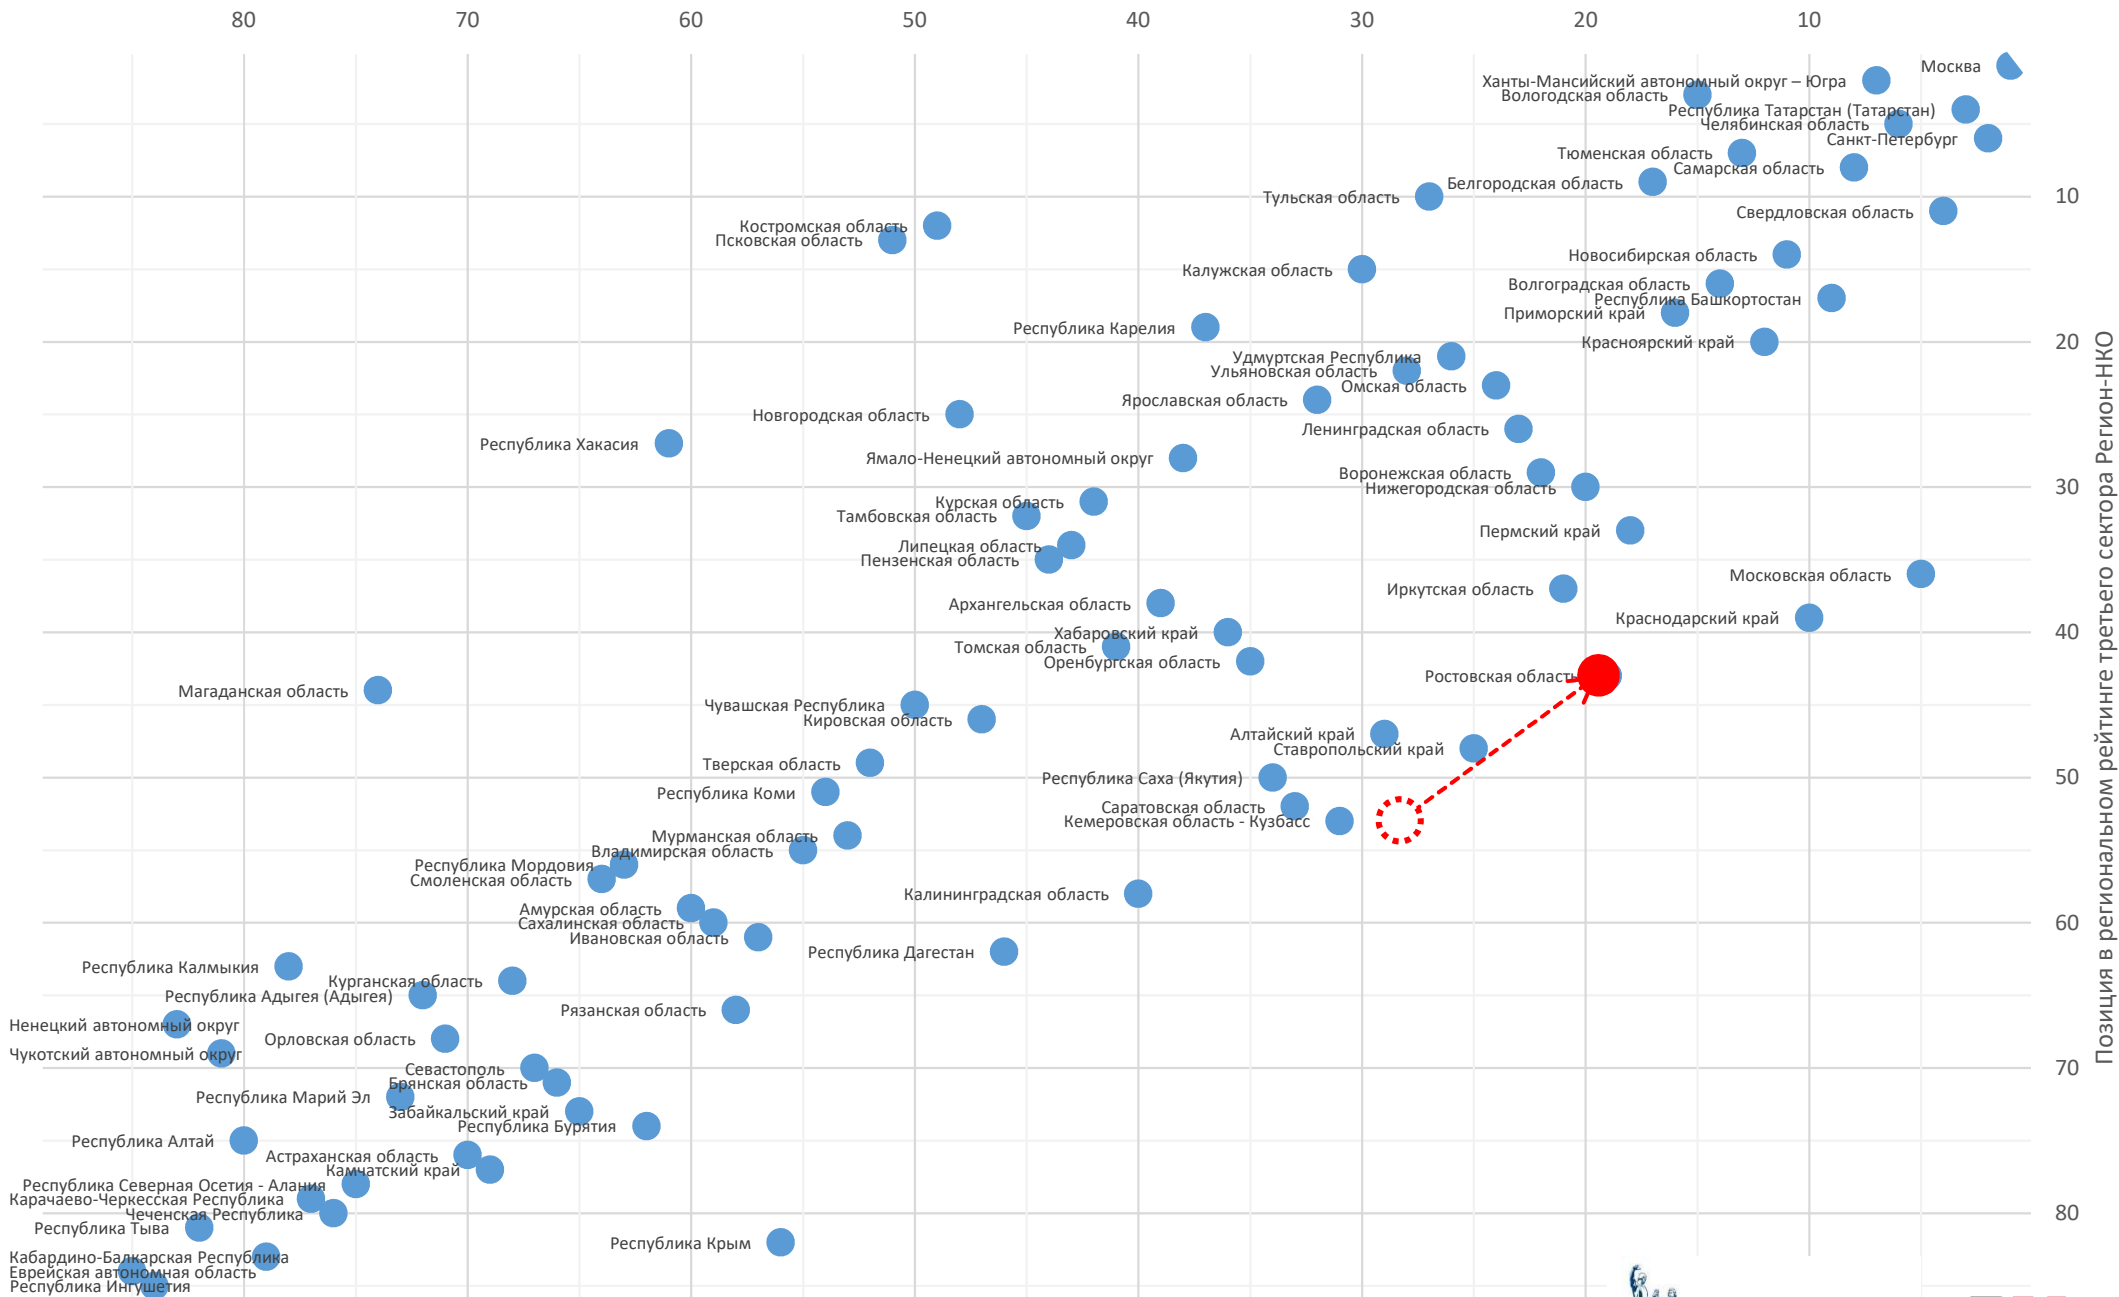 80 70 60 50 40 30 20 10
Москва
Ханты-Мансийский автономный округ – Югра
Вологодская область
Республика Татарстан (Татарстан)
Челябинская область
Санкт-Петербург
Тюменская область
Самарская область
Белгородская область
Тульская область
10
Свердловская область
Костромская область
Псковская область
Новосибирская область
Калужская область
Волгоградская область
Республика Башкортостан
Приморский край
Республика Карелия
Красноярский край
20
Удмуртская Республика
Ульяновская область
Омская область
Ярославская область
Новгородская область
Ленинградская область
Республика Хакасия
Ямало-Ненецкий автономный округ
Воронежская область
Нижегородская область
30
Курская область
Тамбовская область
Пермский край
Липецкая область
Пензенская область
Московская область
Иркутская область
Архангельская область
Краснодарский край
Хабаровский край
40
Томская область
Оренбургская область
Ростовская область
Магаданская область
Чувашская Республика
Кировская область
Алтайский край
Ставропольский край
Тверская область
Республика Саха (Якутия)
50
Республика Коми
Саратовская область
Кемеровская область - Кузбасс
Мурманская область
Владимирская область
Республика Мордовия
Смоленская область
Калининградская область
Амурская область
Сахалинская область
60
Ивановская область
Республика Дагестан
Республика Калмыкия
Курганская область
Республика Адыгея (Адыгея)
Рязанская область
Ненецкий автономный округ
Орловская область
Чукотский автономный округ
Севастополь
70
Брянская область
Республика Марий Эл
Забайкальский край
Республика Бурятия
Республика Алтай
Астраханская область
Камчатский край
Республика Северная Осетия - Алания
Карачаево-Черкесская Республика
Чеченская Республика
80
Республика Тыва
Республика Крым
Кабардино-Балкарская Республика
Еврейская автономная область
Республика Ингушетия
Позиция в региональном рейтинге третьего сектора Регион-НКО